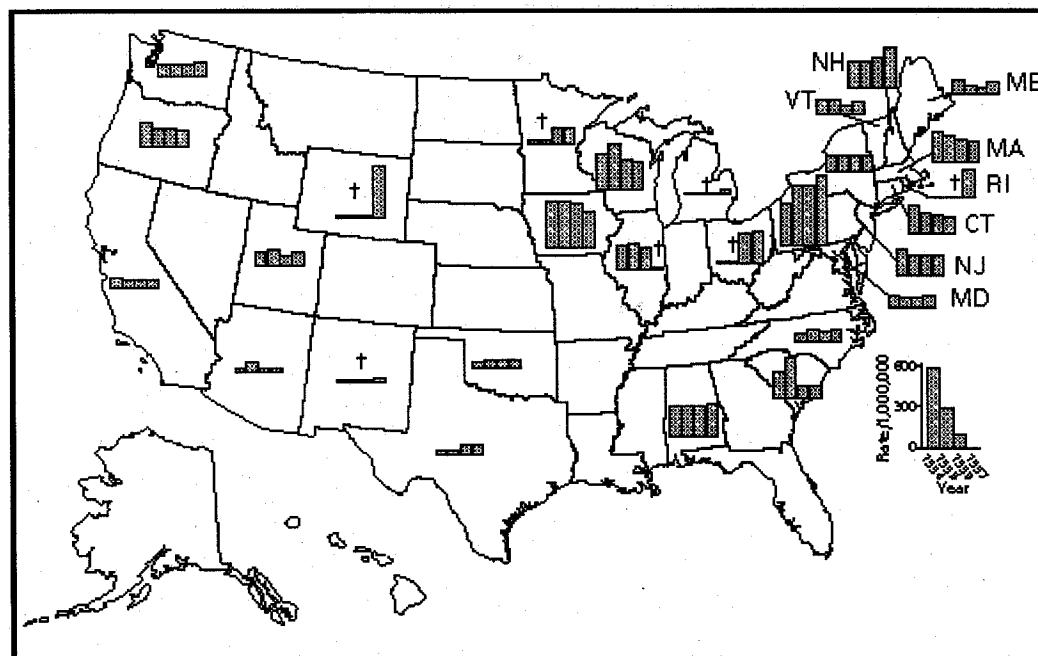 NH
ME
VT
†
MA
†
† RI
†
CT
†
†
NJ
MD
†
Rate/1,000,000
600
300
0
Year